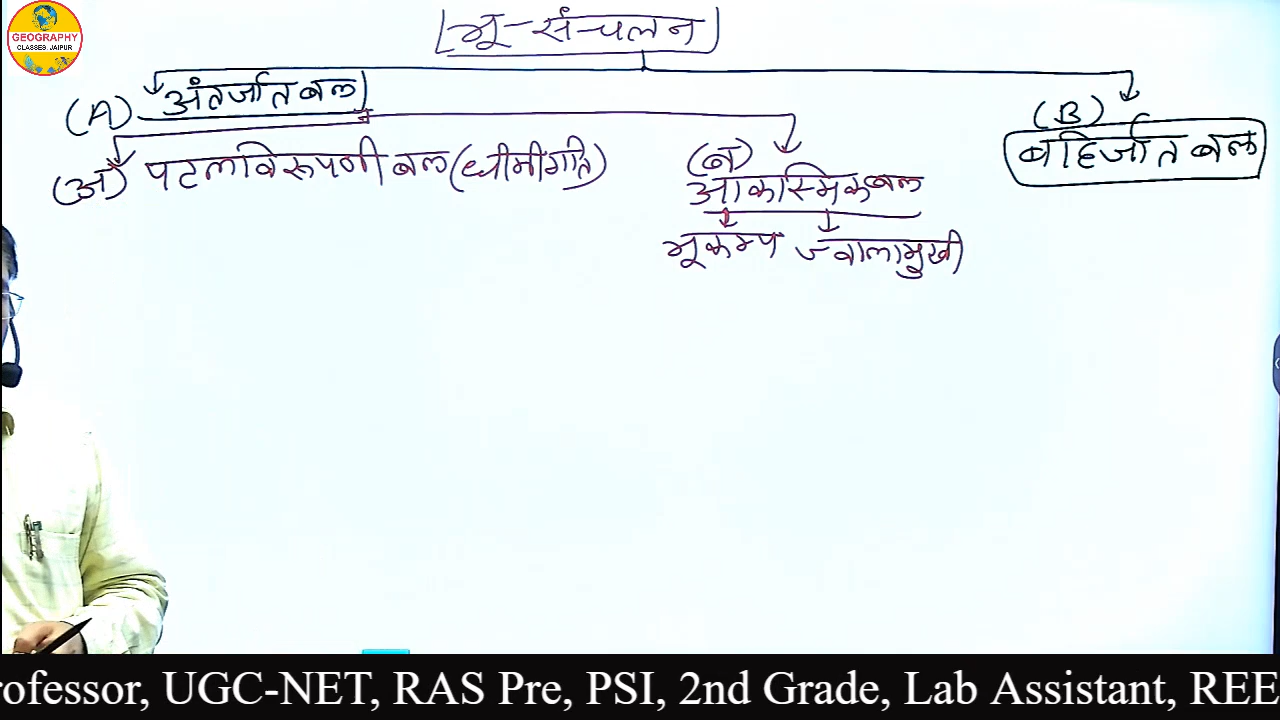 GEOGRAPHY
CLASSES, JAIPUR
भू-संचलन
(A) अंतर्जात बल
(B)
बहिर्जात बल
(अ) पटलविरूपणी बल (धीमीगति)
(ब)
आकस्मिक बल
भूकम्प ज्वालामुखी
rofessor, UGC-NET, RAS Pre, PSI, 2nd Grade, Lab Assistant, REE